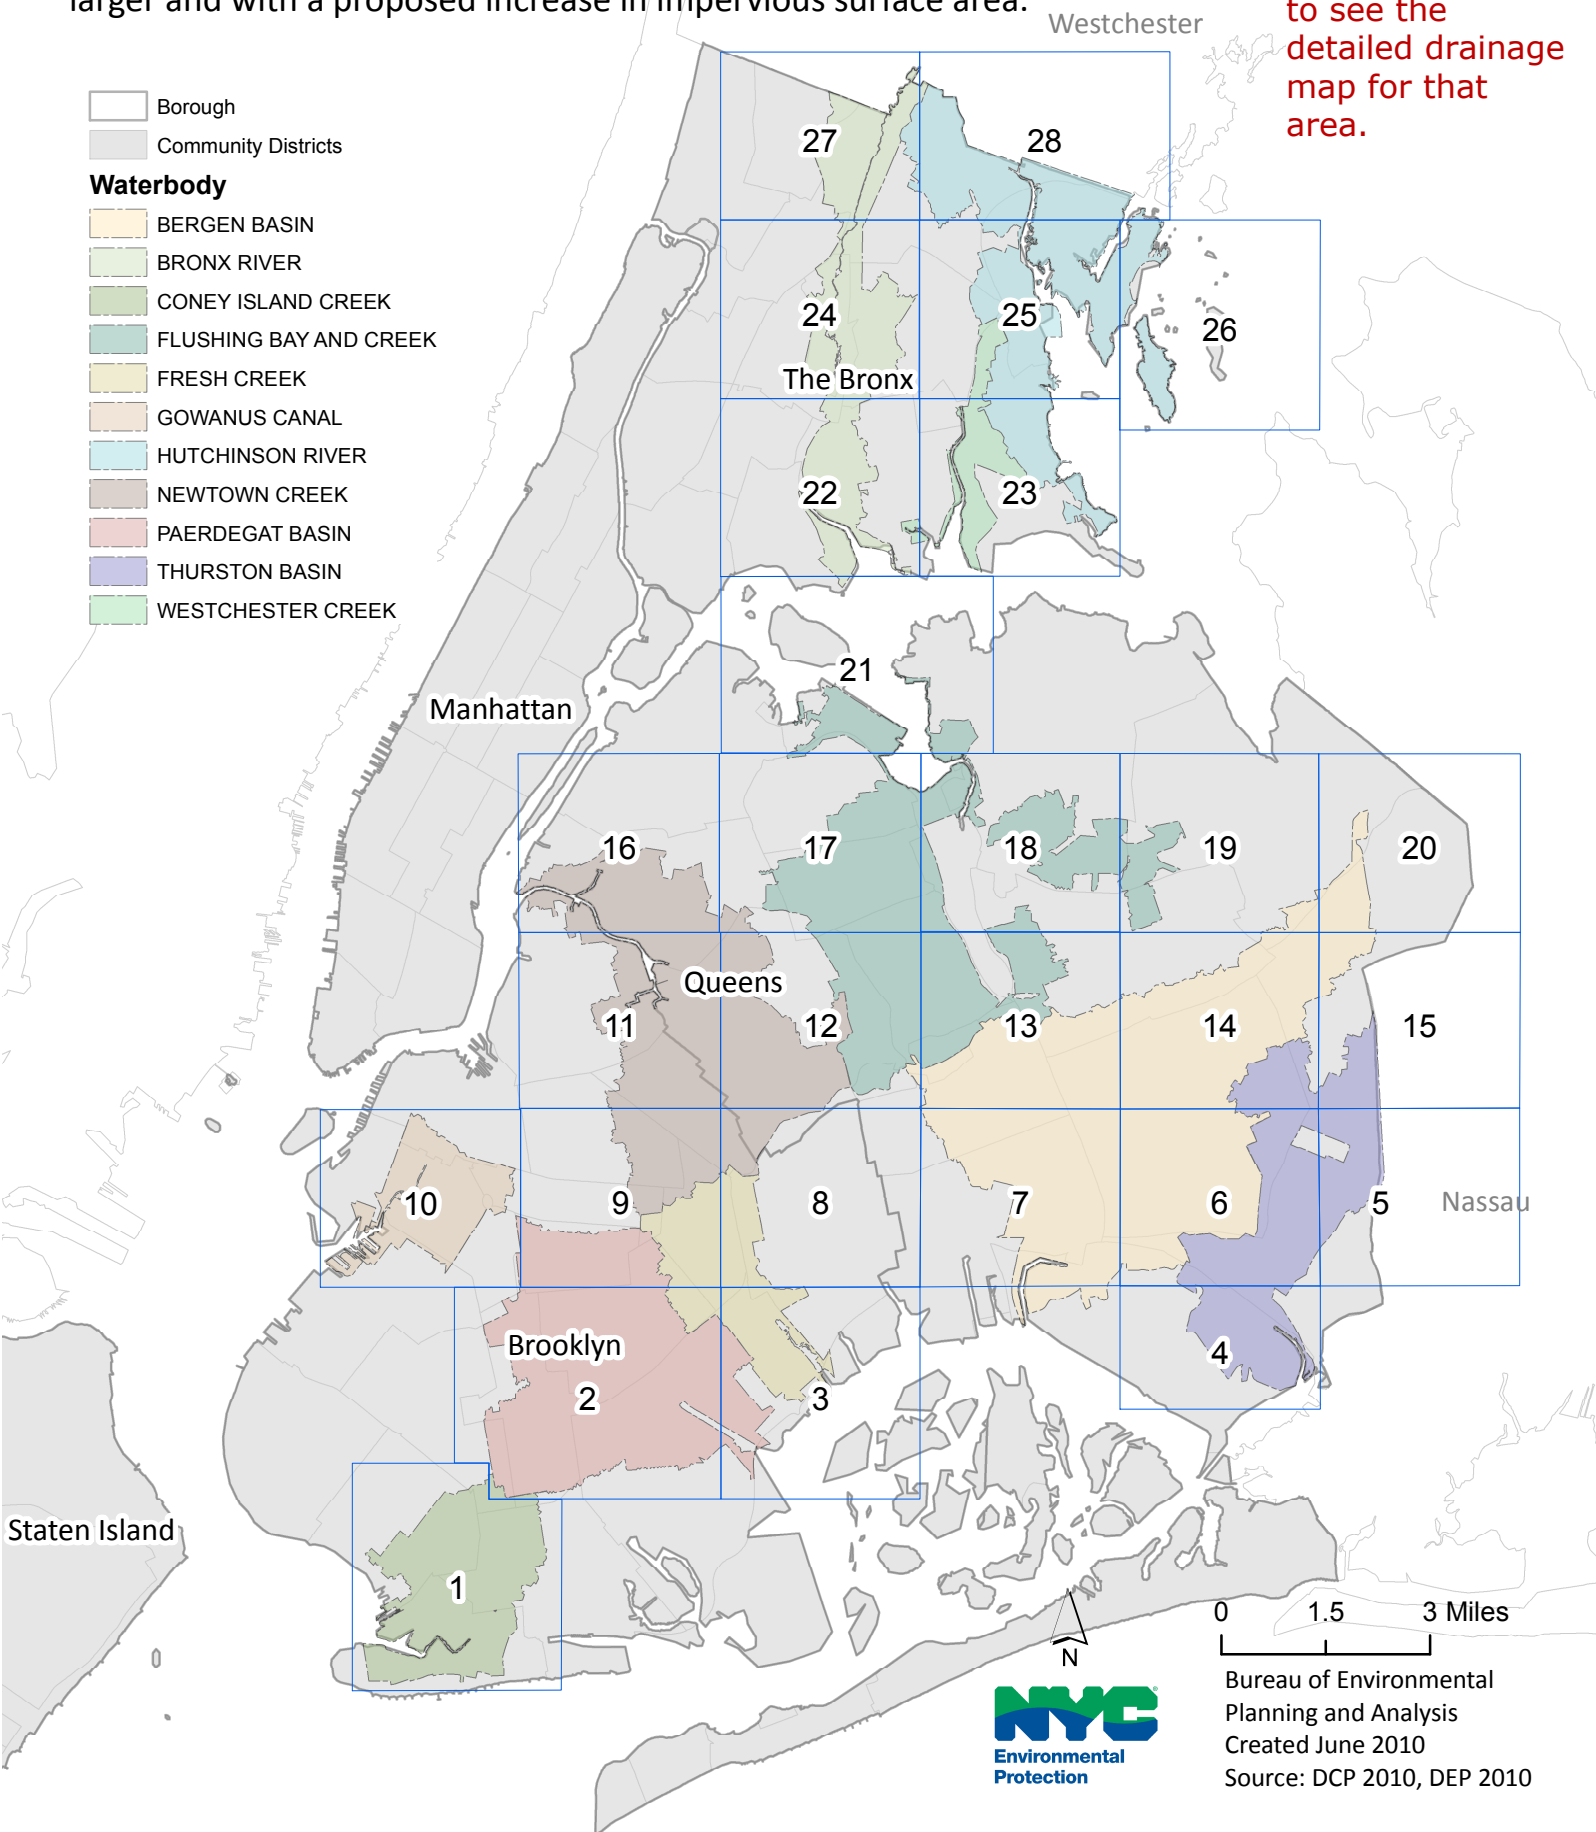 larger and with a proposed increase in impervious surface area.
Westchester
to see the
detailed drainage
map for that
area.
Borough
Community Districts
Waterbody
BERGEN BASIN
BRONX RIVER
CONEY ISLAND CREEK
FLUSHING BAY AND CREEK
FRESH CREEK
GOWANUS CANAL
HUTCHINSON RIVER
NEWTOWN CREEK
PAERDEGAT BASIN
THURSTON BASIN
WESTCHESTER CREEK
27
28
24
25
26
The Bronx
22
23
21
Manhattan
16
17
18
19
20
Queens
11
12
13
14
15
10
9
8
7
6
5
Nassau
Brooklyn
2
3
4
Staten Island
1
0 1.5 3 Miles
N
NYC
Environmental
Protection
Bureau of Environmental
Planning and Analysis
Created June 2010
Source: DCP 2010, DEP 2010